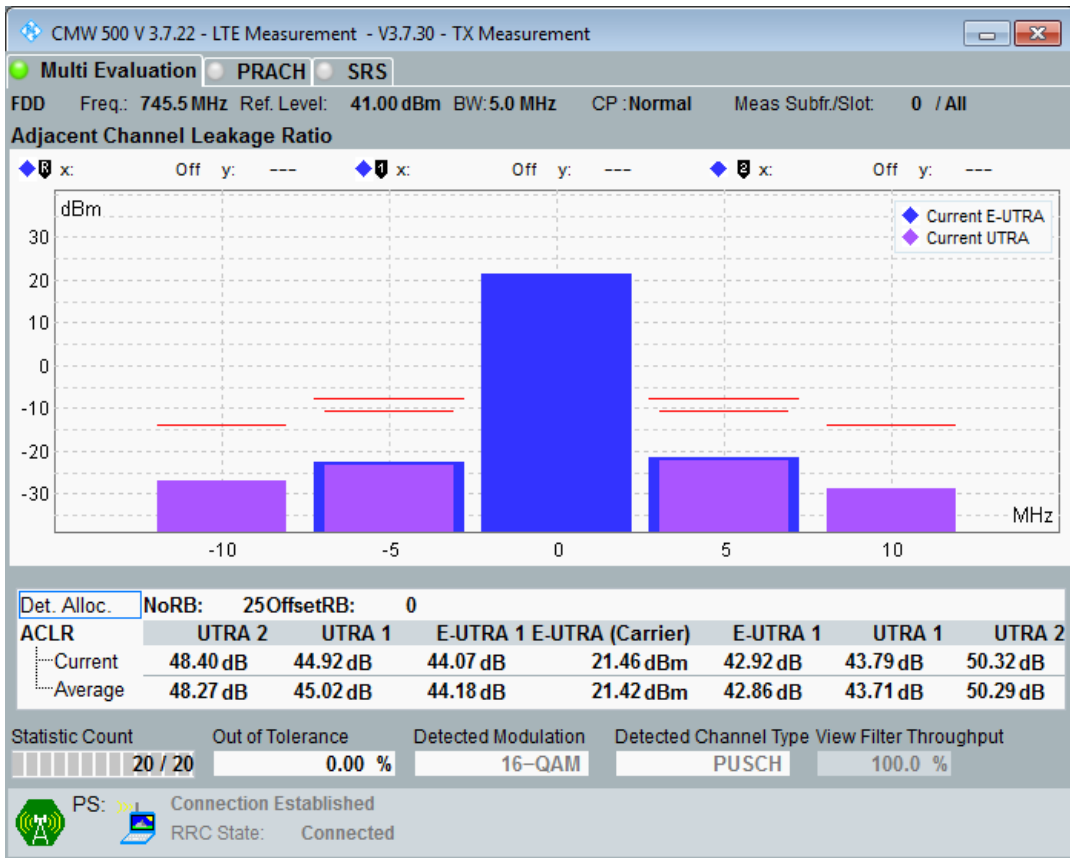 CMW 500 V 3.7.22 - LTE Measurement - V3.7.30 - TX Measurement
Multi Evaluation PRACH SRS
FDD Freq.: 745.5 MHz Ref. Level: 41.00 dBm BW: 5.0 MHz CP : Normal Meas Subfr./Slot: 0 / All
Adjacent Channel Leakage Ratio
R x: Off y: --- 1 x: Off y: --- 2 x: Off y: ---
dBm
Current E-UTRA
Current UTRA
30
20
10
0
-10
-20
-30
MHz
-10 -5 0 5 10
Det. Alloc. NoRB: 25 OffsetRB: 0
ACLR UTRA 2 UTRA 1 E-UTRA 1 E-UTRA (Carrier) E-UTRA 1 UTRA 1 UTRA 2
Current 48.40 dB 44.92 dB 44.07 dB 21.46 dBm 42.92 dB 43.79 dB 50.32 dB
Average 48.27 dB 45.02 dB 44.18 dB 21.42 dBm 42.86 dB 43.71 dB 50.29 dB
Statistic Count Out of Tolerance Detected Modulation Detected Channel Type View Filter Throughput
20 / 20 0.00 % 16-QAM PUSCH 100.0 %
PS: Connection Established
RRC State: Connected